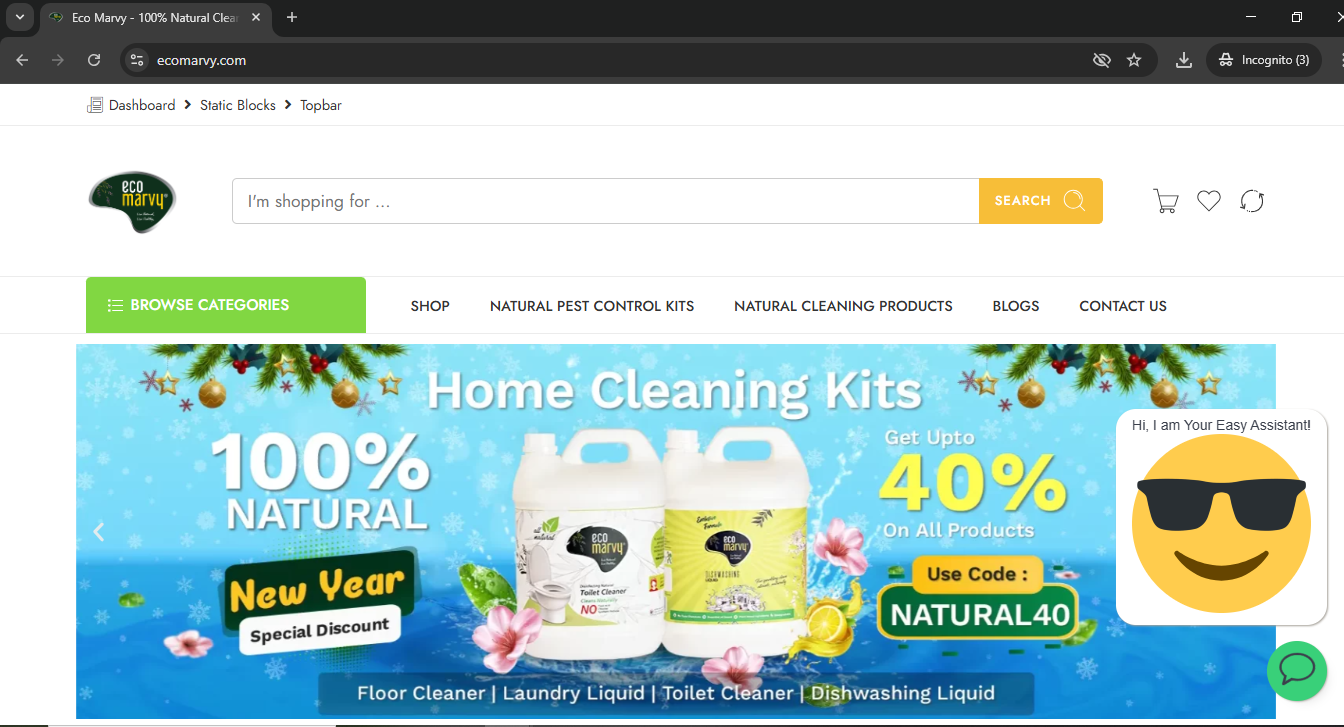 Eco Marvy - 100% Natural Clea
ecomarvy.com
Incognito (3)
Dashboard > Static Blocks > Topbar
eco
marvy
I'm shopping for ...
SEARCH
BROWSE CATEGORIES
SHOP
NATURAL PEST CONTROL KITS
NATURAL CLEANING PRODUCTS
BLOGS
CONTACT US
Home Cleaning Kits
100%
NATURAL
New Year
Special Discount
eco
marvy
Toilet Cleaner
NO
eco
marvy
DISHWASHING
Get Upto
40%
On All Products
Use Code :
NATURAL40
Floor Cleaner | Laundry Liquid | Toilet Cleaner | Dishwashing Liquid
Hi, I am Your Easy Assistant!